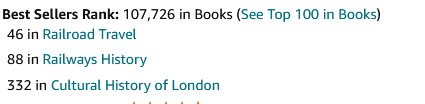 Best Sellers Rank: 107,726 in Books (See Top 100 in Books)
46 in Railroad Travel
88 in Railways History
332 in Cultural History of London